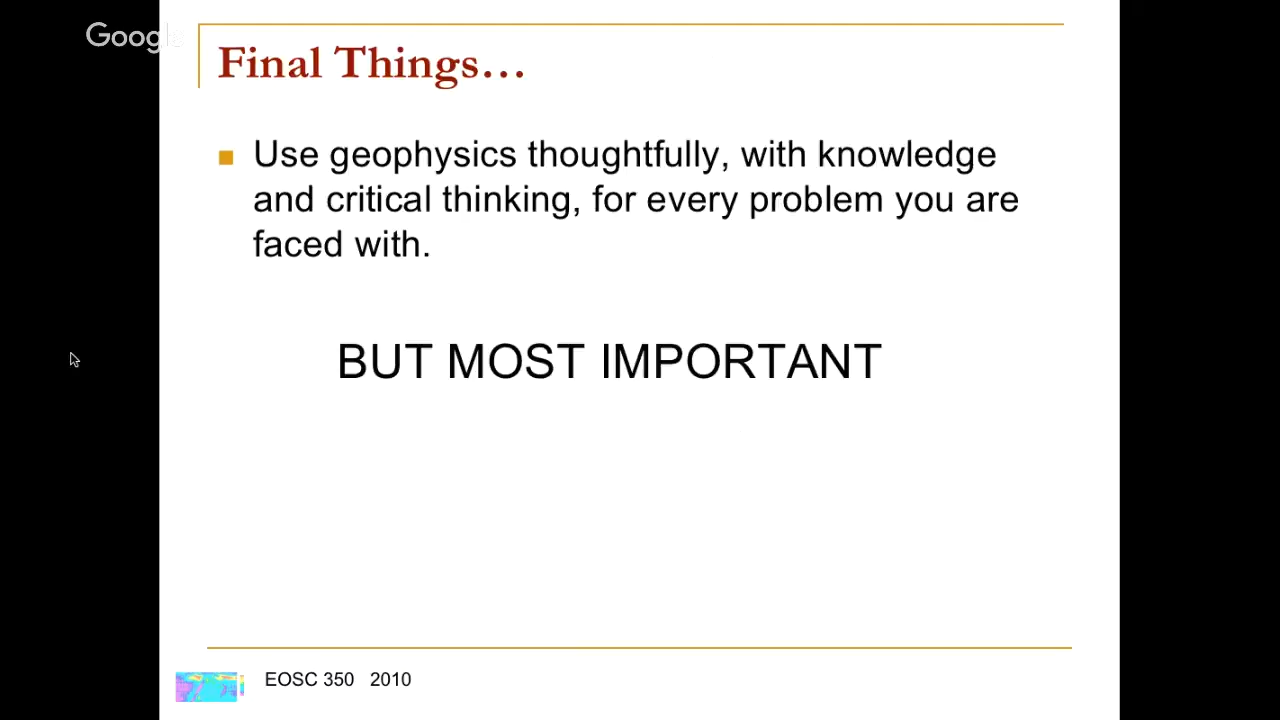 Google
Final Things…
Use geophysics thoughtfully, with knowledge
and critical thinking, for every problem you are
faced with.
BUT MOST IMPORTANT
EOSC 350 2010